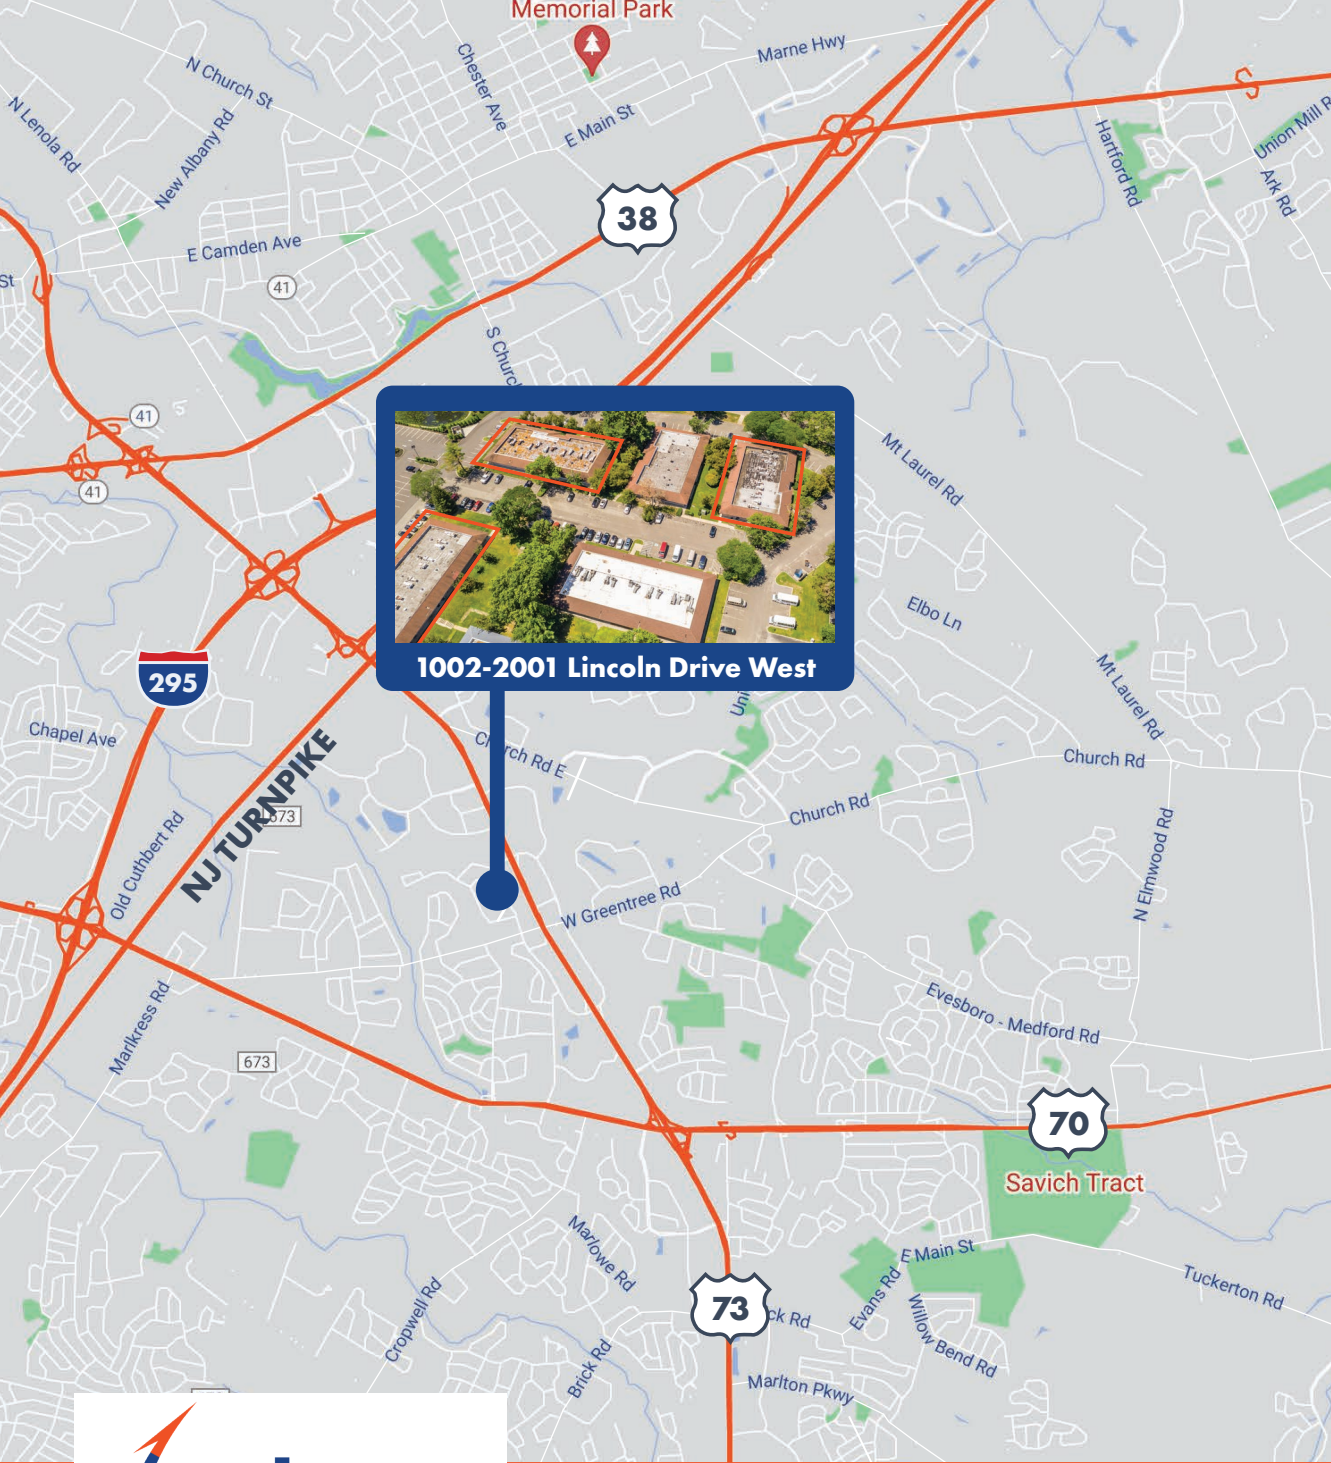 Memorial Park
Marne Hwy
N Church St
Chester Ave
N Lenola Rd
New Albany Rd
E Main St
Hartford Rd
Union Mill R
Ark Rd
38
E Camden Ave
St
41
S Church
41
41
Mt Laurel Rd
Elbo Ln
1002-2001 Lincoln Drive West
295
Mt Laurel Rd
Uni
Chapel Ave
NJ TURNPIKE
Church Rd E
Church Rd
Church Rd
673
Old Cuthbert Rd
N Elmwood Rd
W Greentree Rd
Marlkress Rd
Evesboro - Medford Rd
673
70
Savich Tract
Marlowe Rd
E Main St
Tuckerton Rd
Evans Rd
Cropwell Rd
73
ck Rd
Willow Bend Rd
Brick Rd
Marlton Pkwy